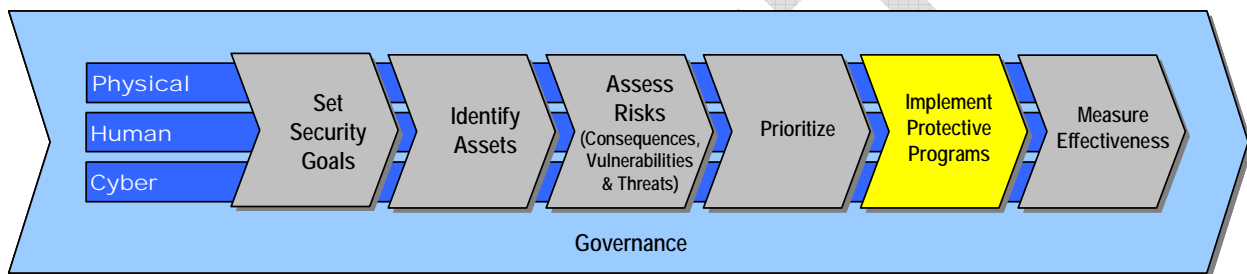 Physical
Human
Cyber
Set
Security
Goals
Identify
Assets
Assess
Risks
(Consequences,
Vulnerabilities
& Threats)
Prioritize
Implement
Protective
Programs
Measure
Effectiveness
Governance